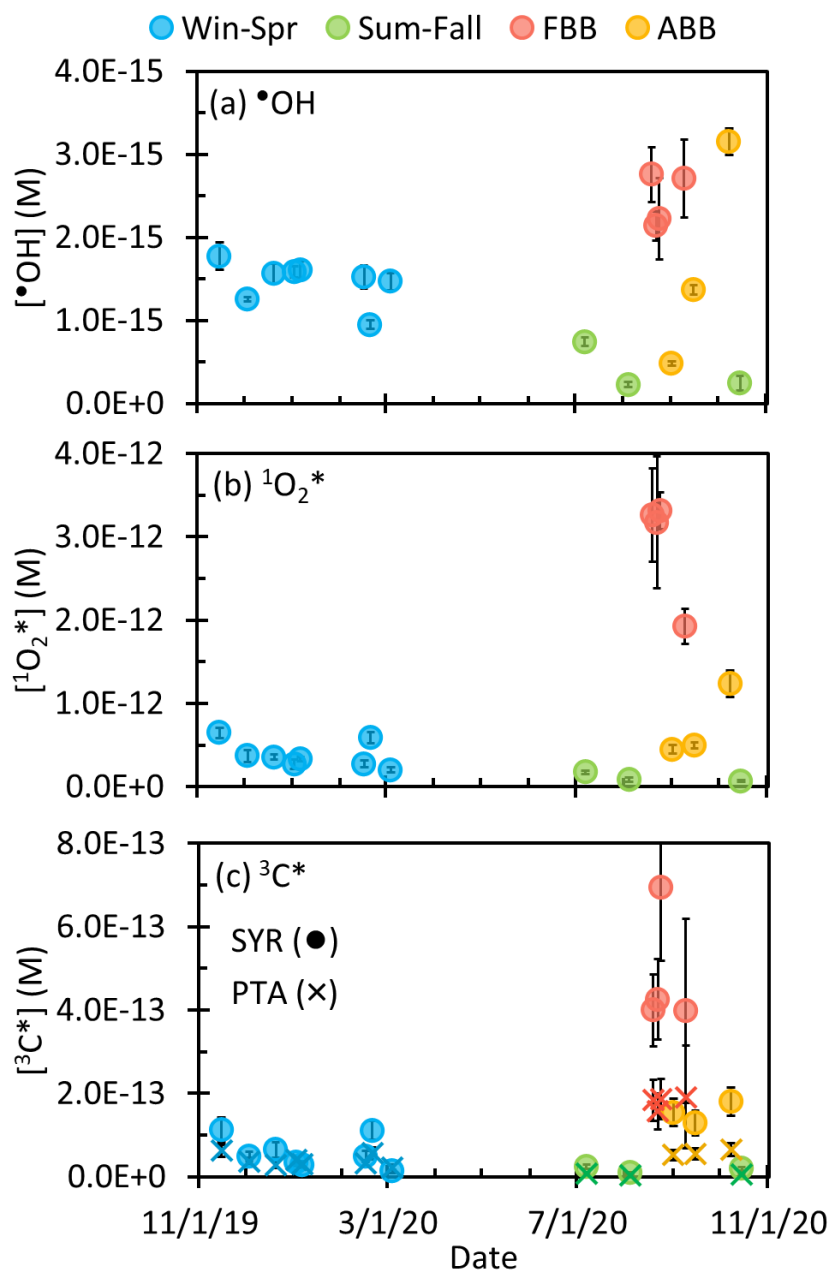 Win-Spr Sum-Fall FBB ABB
(a) •OH
4.0E-15
3.0E-15
2.0E-15
1.0E-15
0.0E+0
[•OH] (M)
(b) ¹O₂*
4.0E-12
3.0E-12
2.0E-12
1.0E-12
0.0E+0
[¹O₂*] (M)
(c) ³C*
SYR (●)
PTA (×)
8.0E-13
6.0E-13
4.0E-13
2.0E-13
0.0E+0
[³C*] (M)
11/1/19 3/1/20 7/1/20 11/1/20
Date